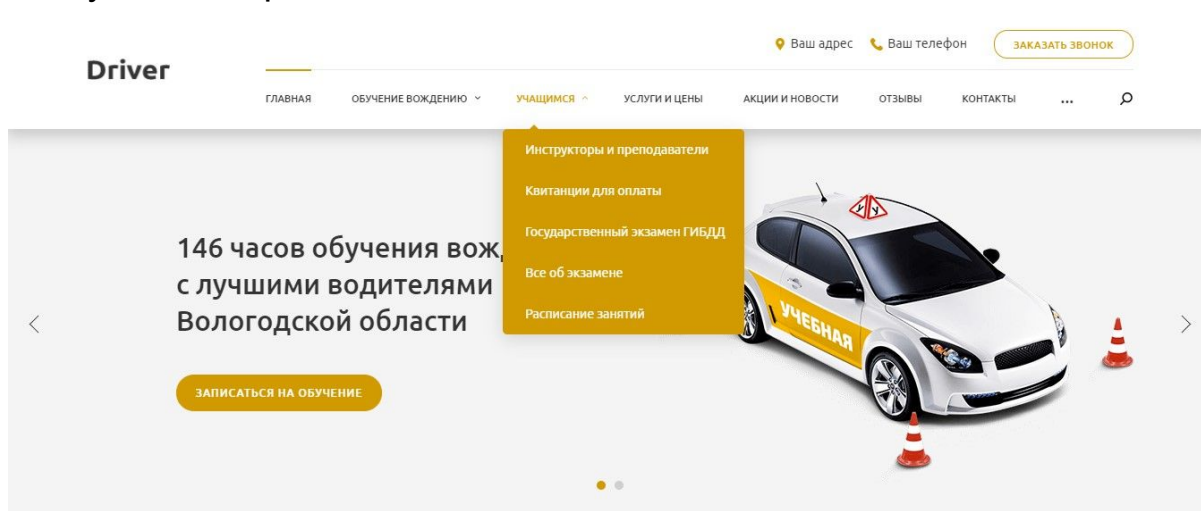 Ваш адрес
Ваш телефон
ЗАКАЗАТЬ ЗВОНОК
Driver
ГЛАВНАЯ
ОБУЧЕНИЕ ВОЖДЕНИЮ
УЧАЩИМСЯ
УСЛУГИ И ЦЕНЫ
АКЦИИ И НОВОСТИ
ОТЗЫВЫ
КОНТАКТЫ
...
Инструкторы и преподаватели
Квитанции для оплаты
Государственный экзамен ГИБДД
Все об экзамене
Расписание занятий
146 часов обучения вож
с лучшими водителями
Вологодской области
ЗАПИСАТЬСЯ НА ОБУЧЕНИЕ
У У
УЧЕБНАЯ